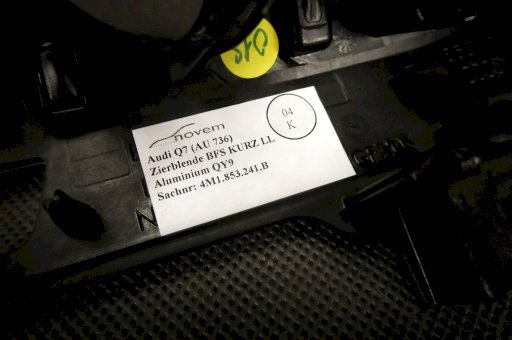 novem
04
K
Audi Q7 (AU 736)
Zierblende BFS KURZ LL
Aluminium QY9
Sachnr: 4M1.853.241.B